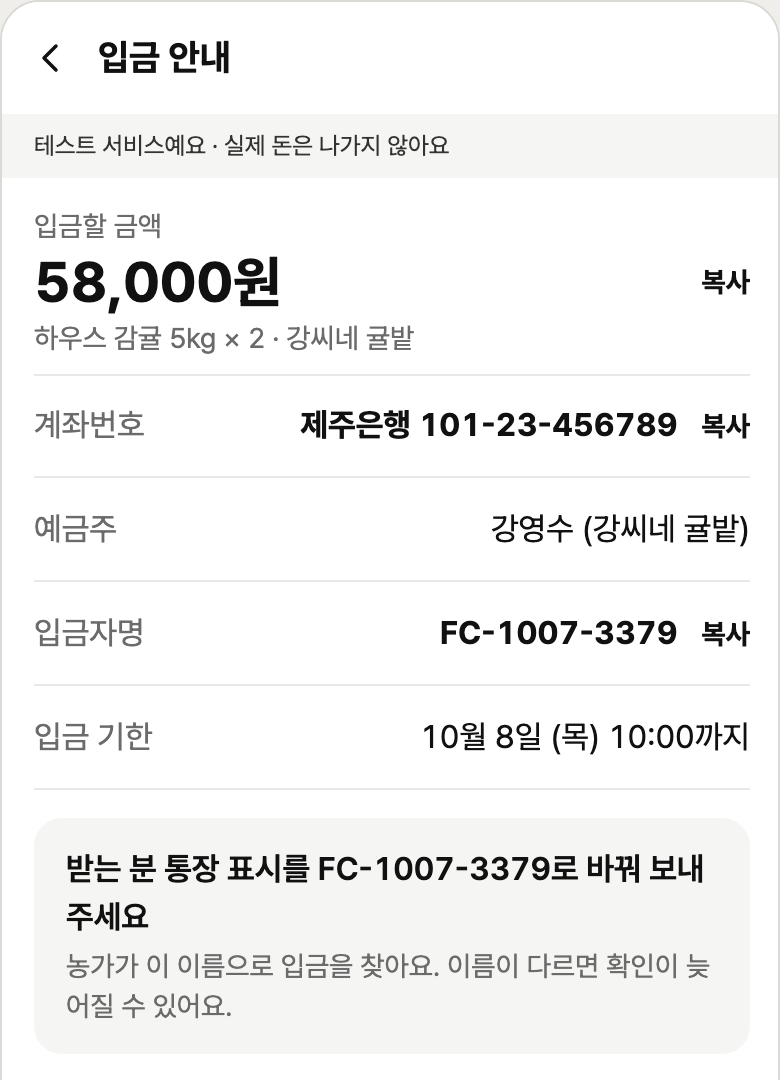 입금 안내
테스트 서비스예요 · 실제 돈은 나가지 않아요
입금할 금액
58,000원 복사
하우스 감귤 5kg × 2 · 강씨네 귤밭
계좌번호 제주은행 101-23-456789 복사
예금주 강영수 (강씨네 귤밭)
입금자명 FC-1007-3379 복사
입금 기한 10월 8일 (목) 10:00까지
받는 분 통장 표시를 FC-1007-3379로 바꿔 보내
주세요
농가가 이 이름으로 입금을 찾아요. 이름이 다르면 확인이 늦
어질 수 있어요.